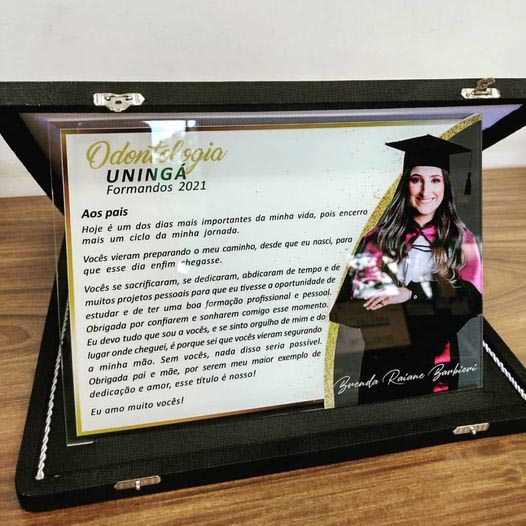 Odontologia
UNINGÁ
Formandos 2021
Aos pais
Hoje é um dos dias mais importantes da minha vida, pois encerro
mais um ciclo da minha jornada.
Vocês vieram preparando o meu caminho, desde que eu nasci, para
que esse dia enfim chegasse.
Vocês se sacrificaram, se dedicaram, abdicaram de tempo e de
muitos projetos pessoais para que eu tivesse a oportunidade de
estudar e de ter uma boa formação profissional e pessoal.
Obrigada por confiarem e sonharem comigo esse momento.
Eu devo tudo que sou a vocês, e se sinto orgulho de mim e do
lugar onde cheguei, é porque sei que vocês vieram segurando
a minha mão. Sem vocês, nada disso seria possível.
Obrigada pai e mãe, por serem meu maior exemplo de
dedicação e amor, esse título é nosso!
Eu amo muito vocês!
Brenda Raiane Barbieri